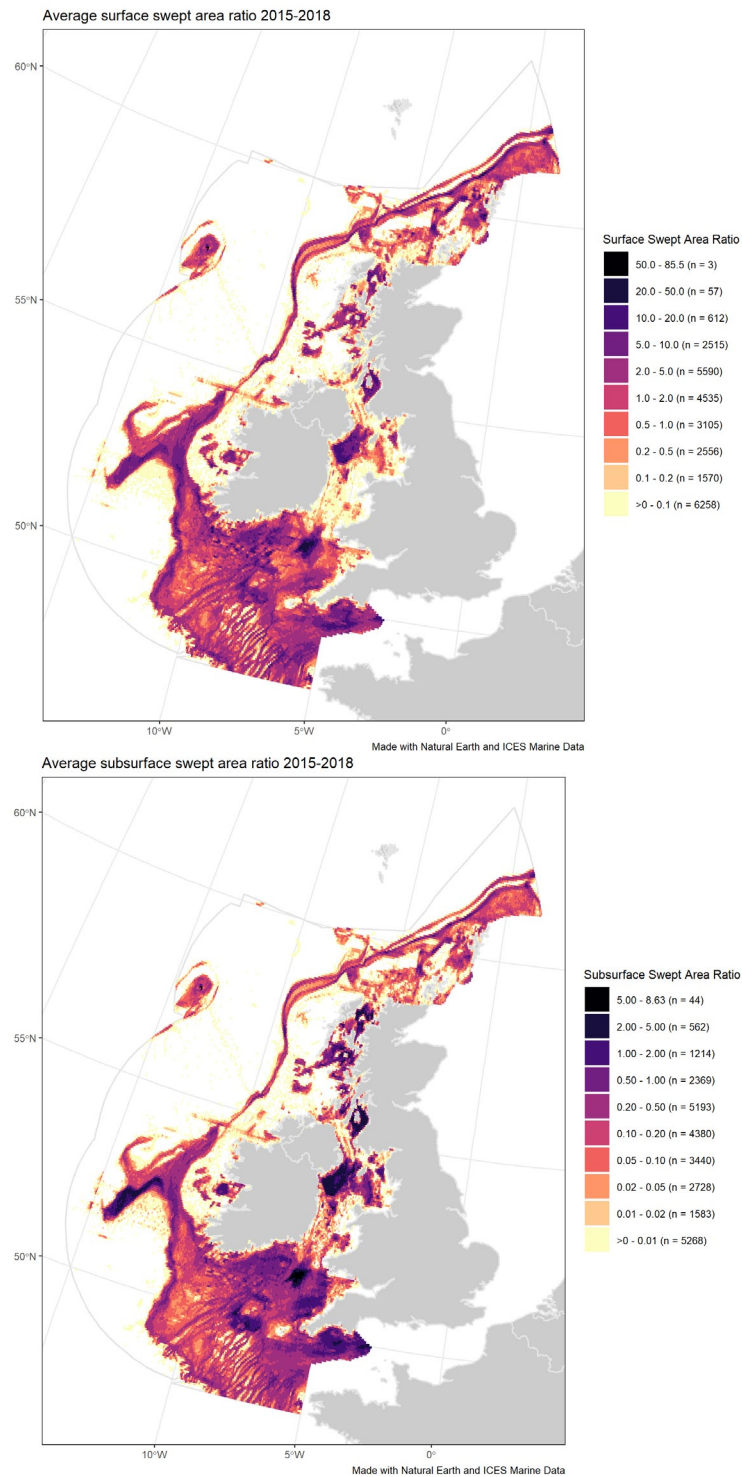 Average surface swept area ratio 2015-2018
60°N
55°N
50°N
10°W
5°W
0°
Surface Swept Area Ratio
50.0 - 85.5 (n = 3)
20.0 - 50.0 (n = 57)
10.0 - 20.0 (n = 612)
5.0 - 10.0 (n = 2515)
2.0 - 5.0 (n = 5590)
1.0 - 2.0 (n = 4535)
0.5 - 1.0 (n = 3105)
0.2 - 0.5 (n = 2556)
0.1 - 0.2 (n = 1570)
>0 - 0.1 (n = 6258)
Made with Natural Earth and ICES Marine Data
Average subsurface swept area ratio 2015-2018
60°N
55°N
50°N
10°W
5°W
0°
Subsurface Swept Area Ratio
5.00 - 8.63 (n = 44)
2.00 - 5.00 (n = 562)
1.00 - 2.00 (n = 1214)
0.50 - 1.00 (n = 2369)
0.20 - 0.50 (n = 5193)
0.10 - 0.20 (n = 4380)
0.05 - 0.10 (n = 3440)
0.02 - 0.05 (n = 2728)
0.01 - 0.02 (n = 1583)
>0 - 0.01 (n = 5268)
Made with Natural Earth and ICES Marine Data